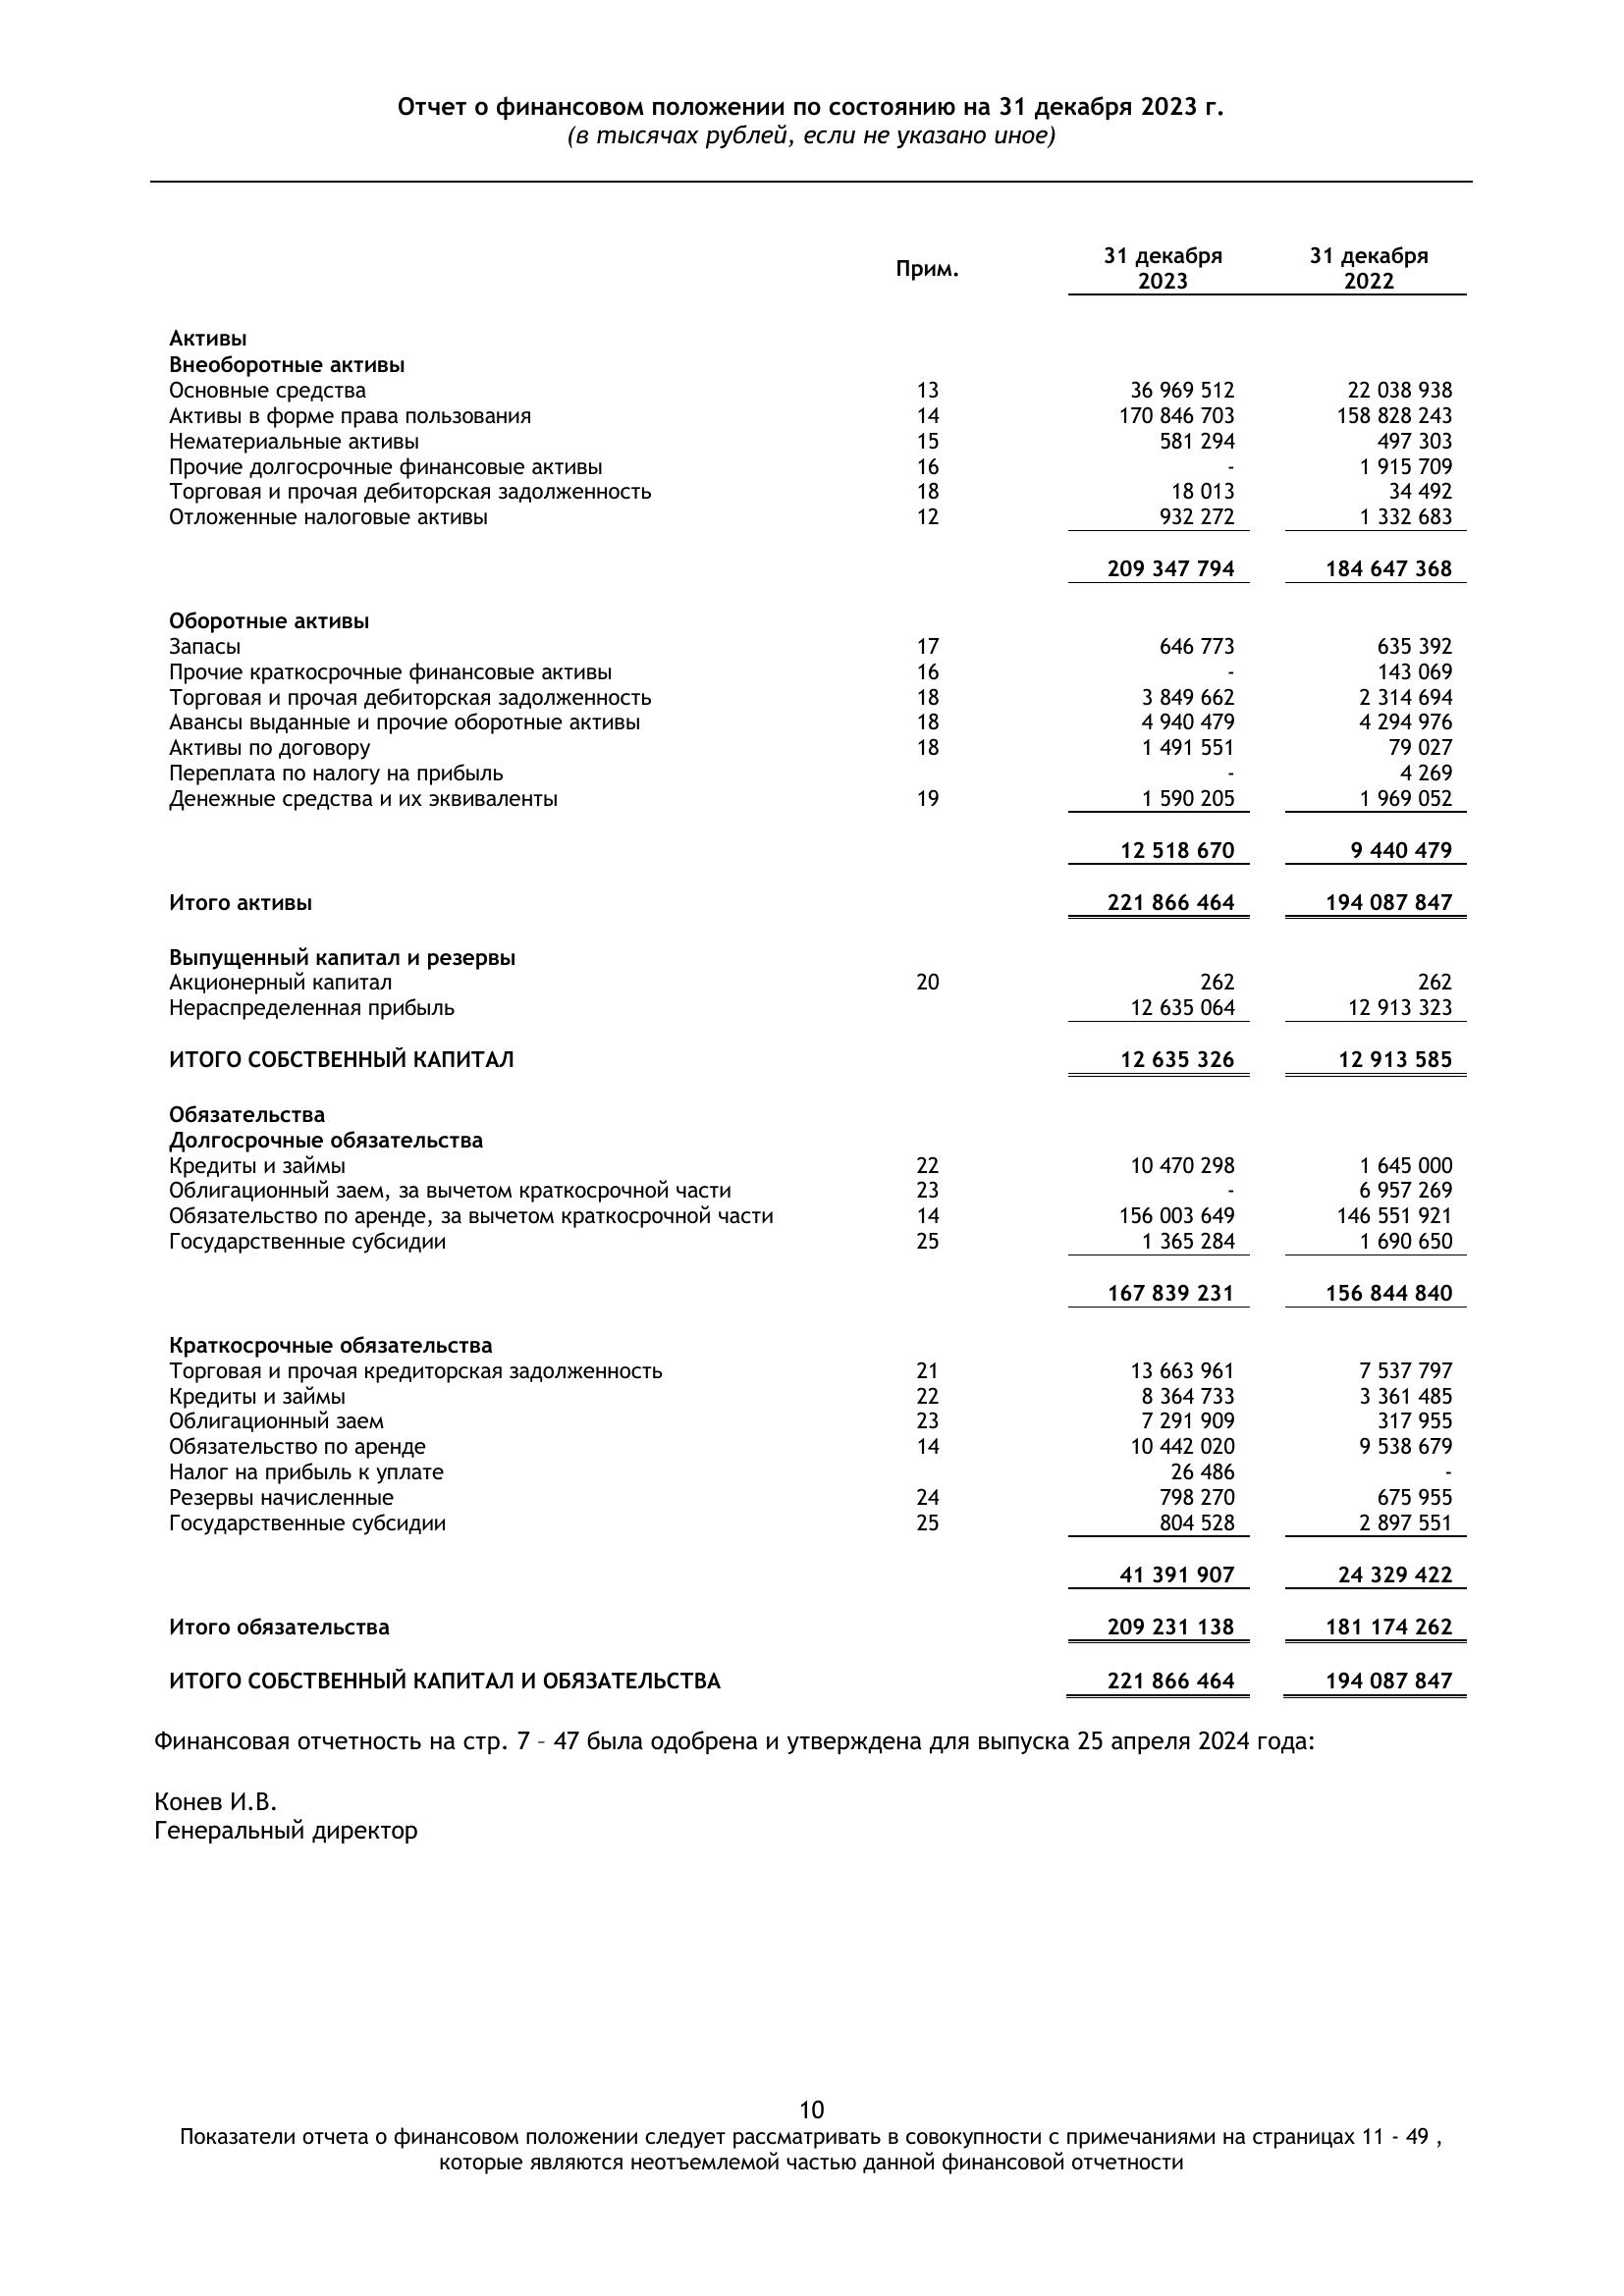 Отчет о финансовом положении по состоянию на 31 декабря 2023 г.
(в тысячах рублей, если не указано иное)
Прим. 31 декабря 2023 31 декабря 2022
Активы
Внеоборотные активы
Основные средства 13 36 969 512 22 038 938
Активы в форме права пользования 14 170 846 703 158 828 243
Нематериальные активы 15 581 294 497 303
Прочие долгосрочные финансовые активы 16 - 1 915 709
Торговая и прочая дебиторская задолженность 18 18 013 34 492
Отложенные налоговые активы 12 932 272 1 332 683
209 347 794 184 647 368
Оборотные активы
Запасы 17 646 773 635 392
Прочие краткосрочные финансовые активы 16 - 143 069
Торговая и прочая дебиторская задолженность 18 3 849 662 2 314 694
Авансы выданные и прочие оборотные активы 18 4 940 479 4 294 976
Активы по договору 18 1 491 551 79 027
Переплата по налогу на прибыль - 4 269
Денежные средства и их эквиваленты 19 1 590 205 1 969 052
12 518 670 9 440 479
Итого активы 221 866 464 194 087 847
Выпущенный капитал и резервы
Акционерный капитал 20 262 262
Нераспределенная прибыль 12 635 064 12 913 323
ИТОГО СОБСТВЕННЫЙ КАПИТАЛ 12 635 326 12 913 585
Обязательства
Долгосрочные обязательства
Кредиты и займы 22 10 470 298 1 645 000
Облигационный заем, за вычетом краткосрочной части 23 - 6 957 269
Обязательство по аренде, за вычетом краткосрочной части 14 156 003 649 146 551 921
Государственные субсидии 25 1 365 284 1 690 650
167 839 231 156 844 840
Краткосрочные обязательства
Торговая и прочая кредиторская задолженность 21 13 663 961 7 537 797
Кредиты и займы 22 8 364 733 3 361 485
Облигационный заем 23 7 291 909 317 955
Обязательство по аренде 14 10 442 020 9 538 679
Налог на прибыль к уплате 26 486 -
Резервы начисленные 24 798 270 675 955
Государственные субсидии 25 804 528 2 897 551
41 391 907 24 329 422
Итого обязательства 209 231 138 181 174 262
ИТОГО СОБСТВЕННЫЙ КАПИТАЛ И ОБЯЗАТЕЛЬСТВА 221 866 464 194 087 847
Финансовая отчетность на стр. 7 – 47 была одобрена и утверждена для выпуска 25 апреля 2024 года:
Конев И.В.
Генеральный директор
10
Показатели отчета о финансовом положении следует рассматривать в совокупности с примечаниями на страницах 11 - 49 ,
которые являются неотъемлемой частью данной финансовой отчетности